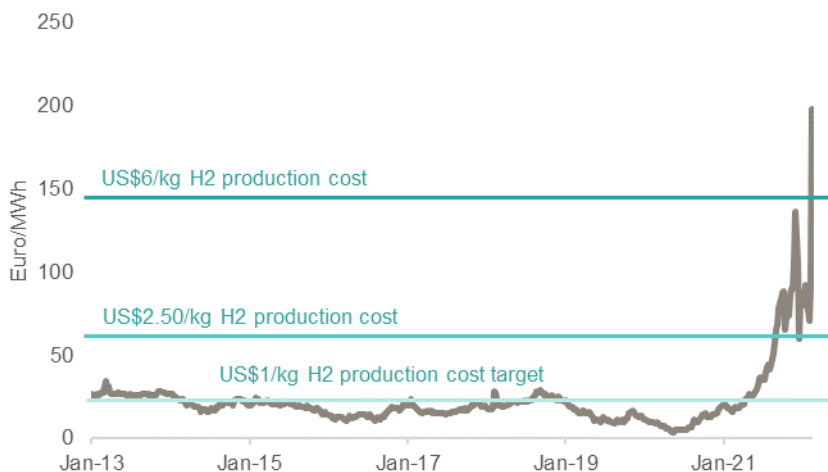 250
200
US$6/kg H2 production cost
150
Euro/MWh
100
US$2.50/kg H2 production cost
50
US$1/kg H2 production cost target
0
Jan-13 Jan-15 Jan-17 Jan-19 Jan-21